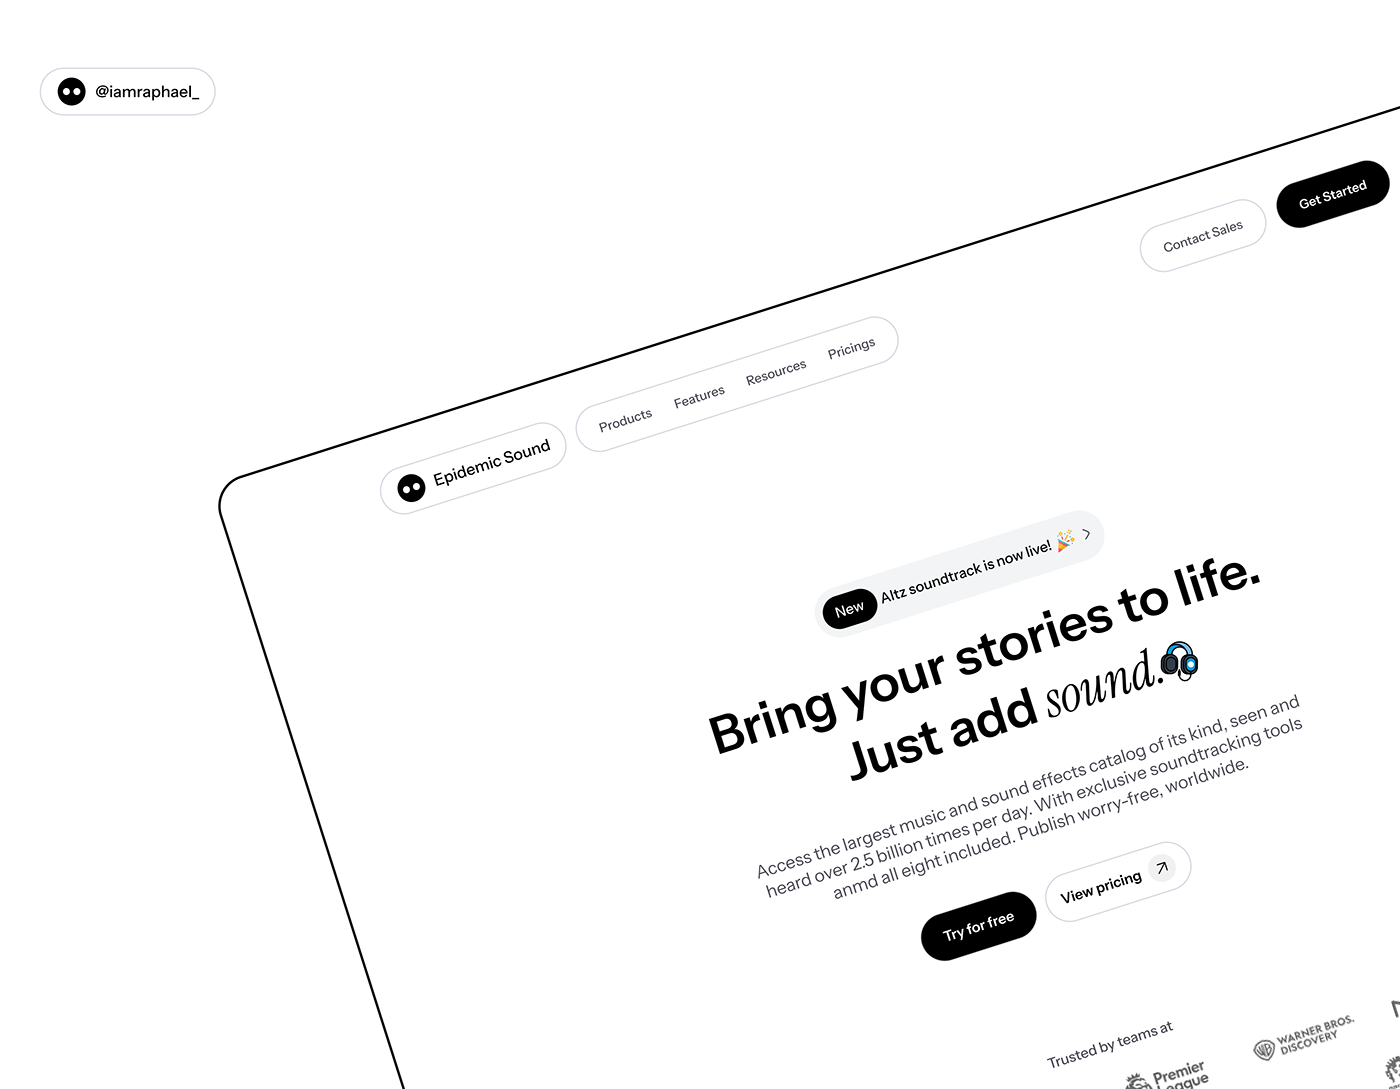 @iamraphael_
Contact Sales
Get Started
Epidemic Sound
Products Features Resources Pricings
New Altz soundtrack is now live! 🎉
Bring your stories to life.
Just add sound.🎧
Access the largest music and sound effects catalog of its kind, seen and
heard over 2.5 billion times per day. With exclusive soundtracking tools
anmd all eight included. Publish worry-free, worldwide.
Try for free
View pricing
Trusted by teams at
Premier
League
WARNER BROS.
DISCOVERY